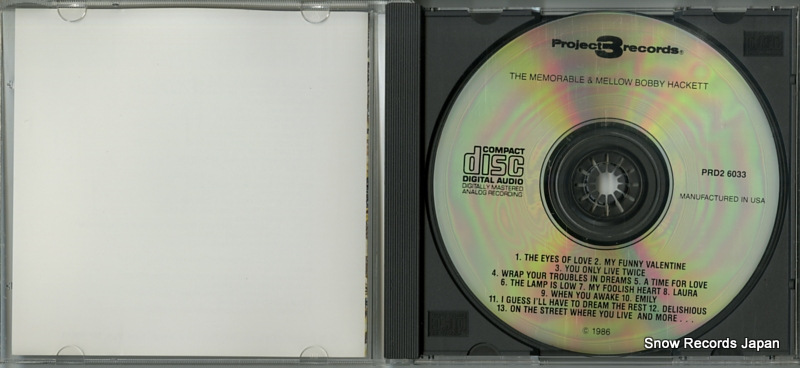 Project 3 records®
THE MEMORABLE & MELLOW BOBBY HACKETT
COMPACT
disc
DIGITAL AUDIO
DIGITALLY MASTERED
ANALOG RECORDING
PRD2 6033
MANUFACTURED IN USA
1. THE EYES OF LOVE 2. MY FUNNY VALENTINE
3. YOU ONLY LIVE TWICE
4. WRAP YOUR TROUBLES IN DREAMS 5. A TIME FOR LOVE
6. THE LAMP IS LOW 7. MY FOOLISH HEART 8. LAURA
9. WHEN YOU AWAKE 10. EMILY
11. I GUESS I'LL HAVE TO DREAM THE REST 12. DELISHIOUS
13. ON THE STREET WHERE YOU LIVE AND MORE . . .
© 1986
Snow Records Japan